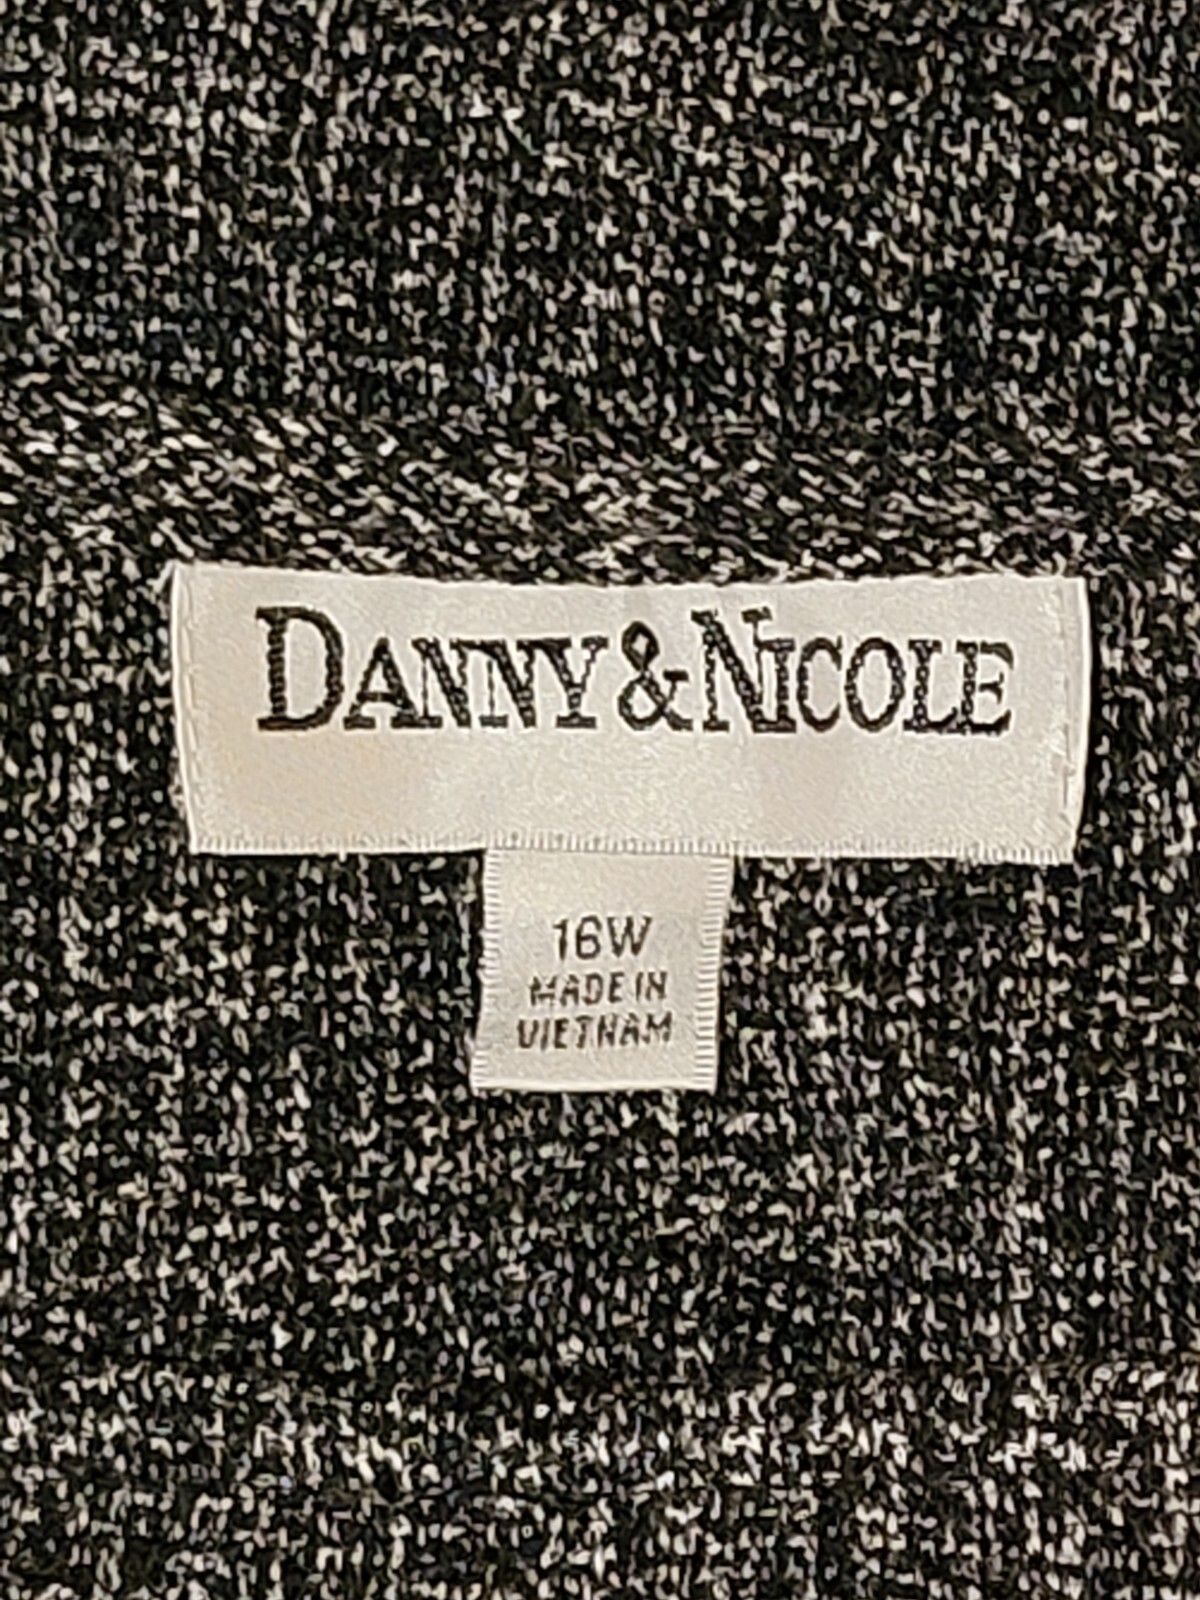 DANNY & NICOLE
16W
MADE IN
VIETNAM